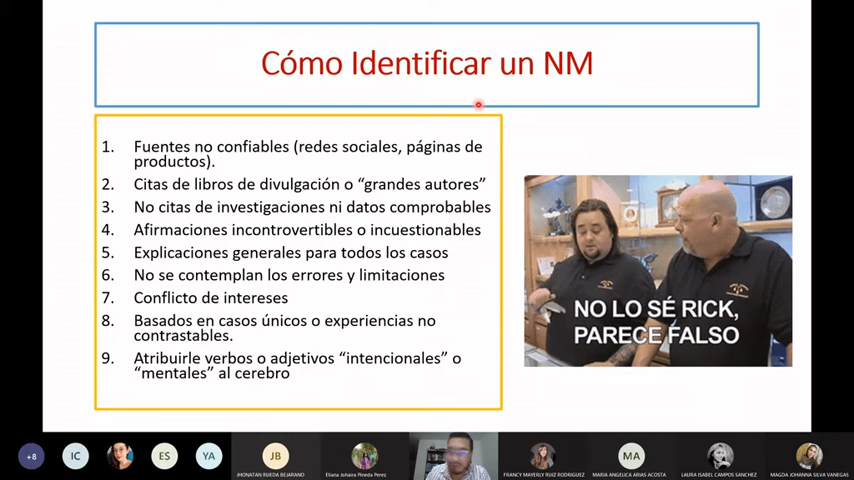 Cómo Identificar un NM
1. Fuentes no confiables (redes sociales, páginas de
productos).
2. Citas de libros de divulgación o “grandes autores”
3. No citas de investigaciones ni datos comprobables
4. Afirmaciones incontrovertibles o incuestionables
5. Explicaciones generales para todos los casos
6. No se contemplan los errores y limitaciones
7. Conflicto de intereses
8. Basados en casos únicos o experiencias no
contrastables.
9. Atribuirle verbos o adjetivos “intencionales” o
“mentales” al cerebro
NO LO SÉ RICK,
PARECE FALSO
+8
IC
ES
YA
JB
JHONATAN RUEDA BEJARANO
Eliana Johaira Pineda Perez
FRANCY MAYERLY RUIZ RODRIGUEZ
MA
MARIA ANGELICA ARIAS ACOSTA
LAURA ISABEL CAMPOS SANCHEZ
MAGDA JOHANNA SILVA VANEGAS